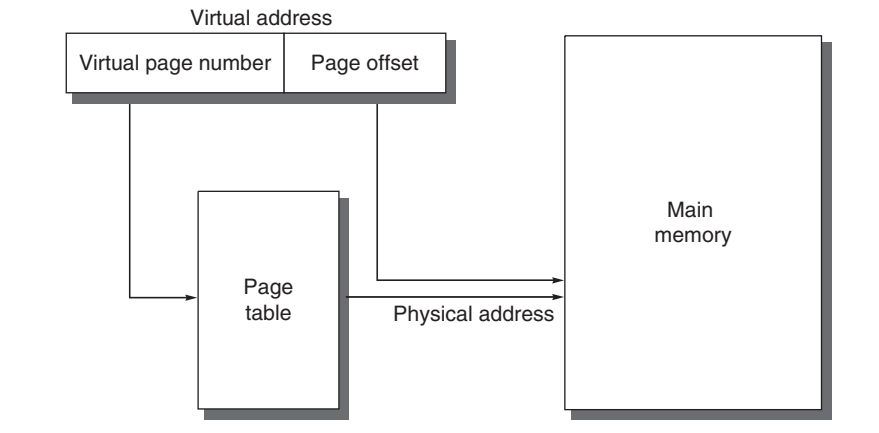 Virtual address
Virtual page number
Page offset
Main
memory
Page
table
Physical address